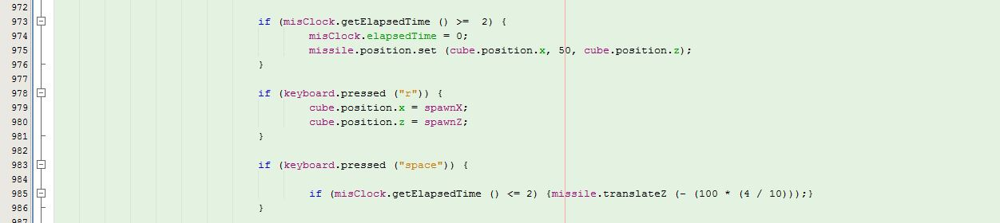 972
973 if (misClock.getElapsedTime () >=  2) {
974 misClock.elapsedTime = 0;
975 missile.position.set (cube.position.x, 50, cube.position.z);
976 }
977
978 if (keyboard.pressed ("r")) {
979 cube.position.x = spawnX;
980 cube.position.z = spawnZ;
981 }
982
983 if (keyboard.pressed ("space")) {
984
985 if (misClock.getElapsedTime () <= 2) {missile.translateZ (- (100 * (4 / 10)));}
986 }
987